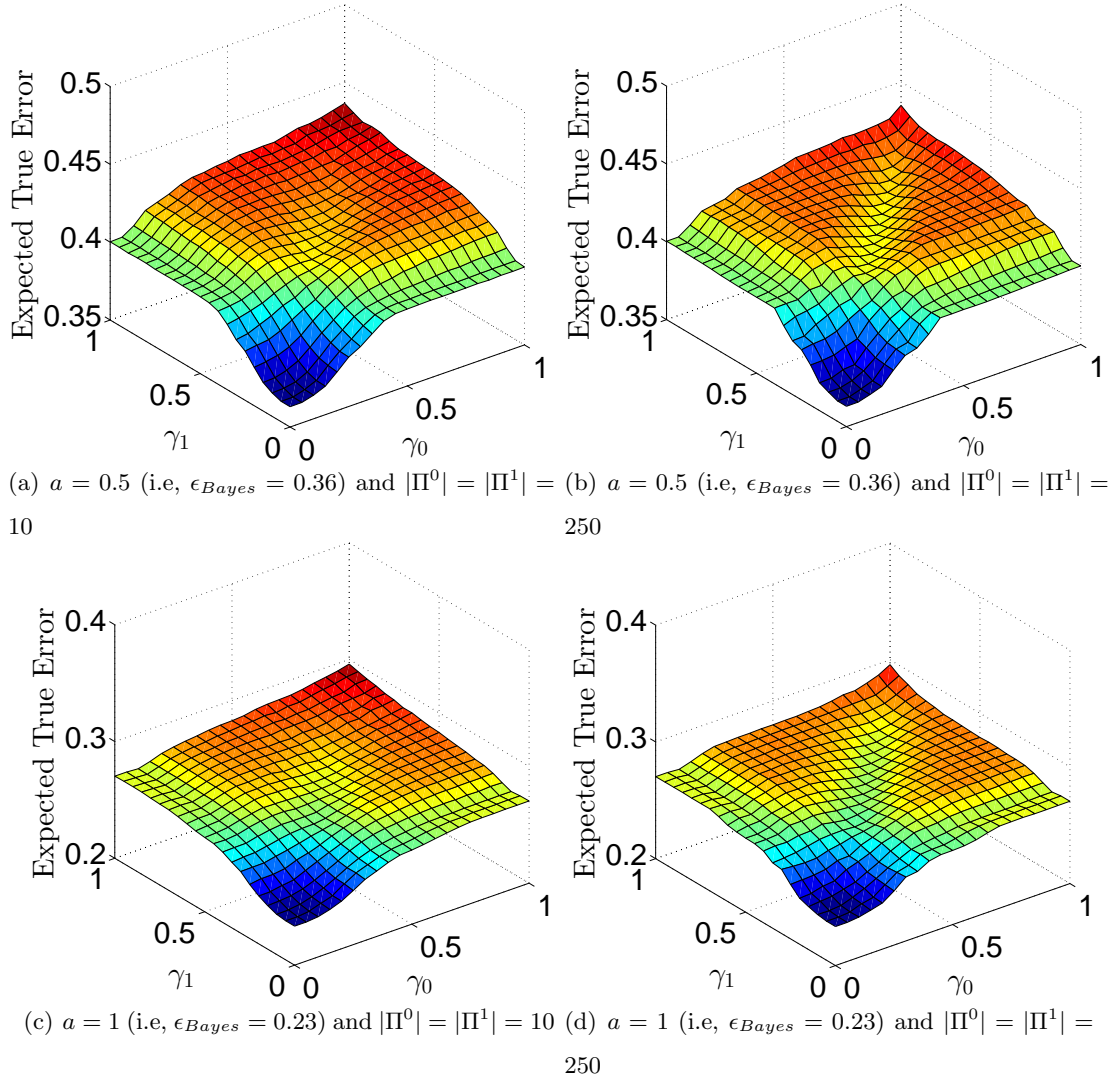 0.5
0.45
0.4
0.35
Expected True Error
1
0.5
0
γ1
0
0.5
1
γ0
0.5
0.45
0.4
0.35
Expected True Error
1
0.5
0
γ1
0
0.5
1
γ0
(a) a = 0.5 (i.e, ϵBayes = 0.36) and |Π⁰| = |Π¹| =
10
(b) a = 0.5 (i.e, ϵBayes = 0.36) and |Π⁰| = |Π¹| =
250
0.4
0.3
0.2
Expected True Error
1
0.5
0
γ1
0
0.5
1
γ0
0.4
0.3
0.2
Expected True Error
1
0.5
0
γ1
0
0.5
1
γ0
(c) a = 1 (i.e, ϵBayes = 0.23) and |Π⁰| = |Π¹| = 10
(d) a = 1 (i.e, ϵBayes = 0.23) and |Π⁰| = |Π¹| =
250